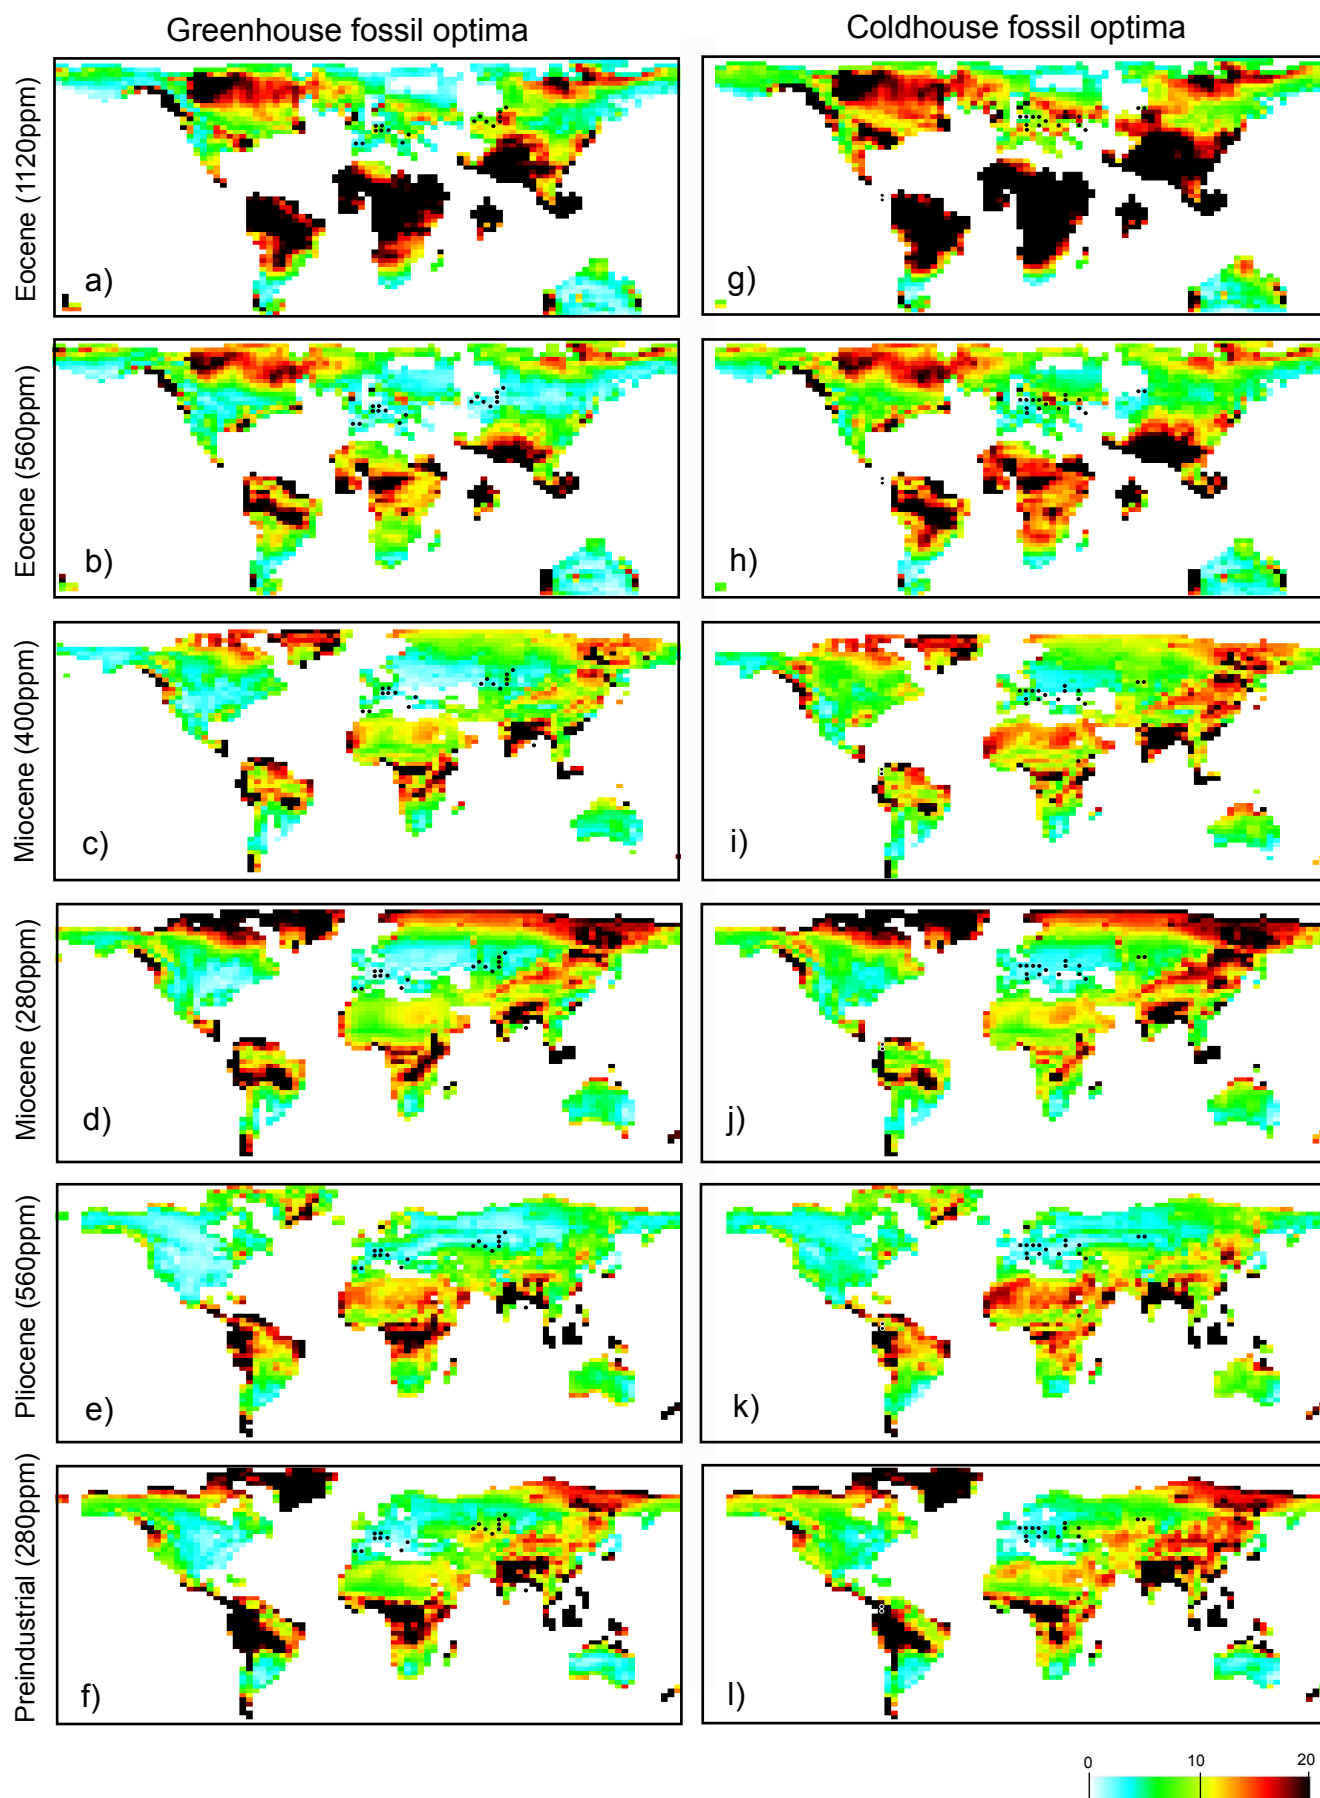 Greenhouse fossil optima
Coldhouse fossil optima
Eocene (1120ppm)
a)
g)
Eocene (560ppm)
b)
h)
Miocene (400ppm)
c)
i)
Miocene (280ppm)
d)
j)
Pliocene (560ppm)
e)
k)
Preindustrial (280ppm)
f)
l)
0 10 20